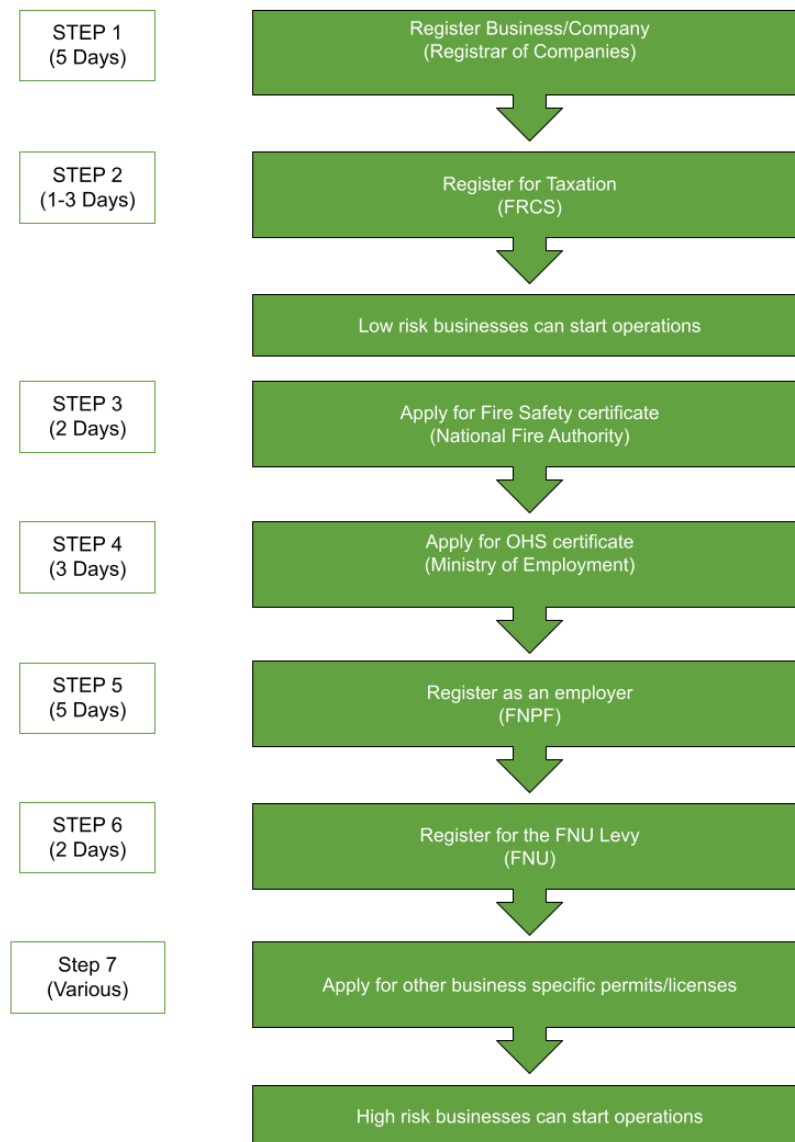 STEP 1
(5 Days)
Register Business/Company
(Registrar of Companies)
STEP 2
(1-3 Days)
Register for Taxation
(FRCS)
Low risk businesses can start operations
STEP 3
(2 Days)
Apply for Fire Safety certificate
(National Fire Authority)
STEP 4
(3 Days)
Apply for OHS certificate
(Ministry of Employment)
STEP 5
(5 Days)
Register as an employer
(FNPF)
STEP 6
(2 Days)
Register for the FNU Levy
(FNU)
Step 7
(Various)
Apply for other business specific permits/licenses
High risk businesses can start operations